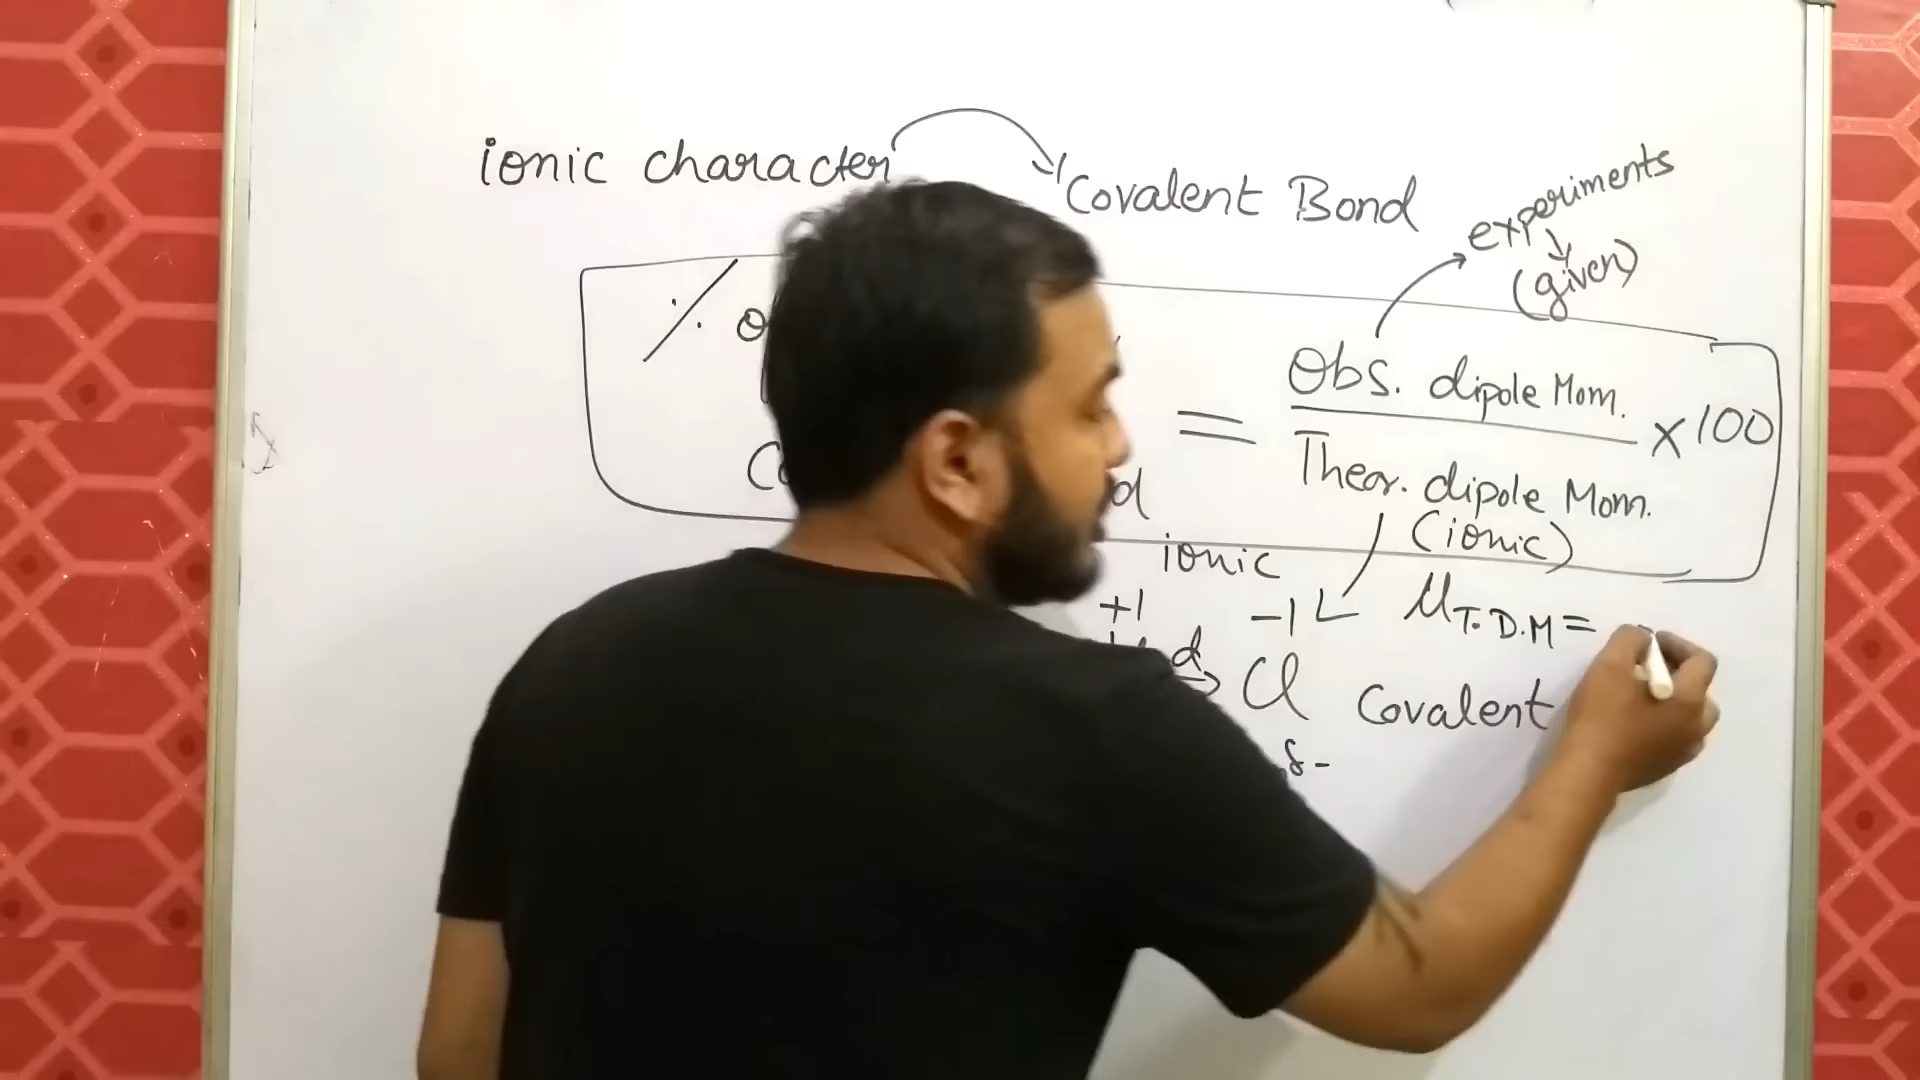 ionic character
Covalent Bond
experiments
(given)
%
Obs. dipole Mom.
= × 100
Theor. dipole Mom.
(ionic)
ionic
+1 -1
μT.D.M =
d
Cl
Covalent
δ-